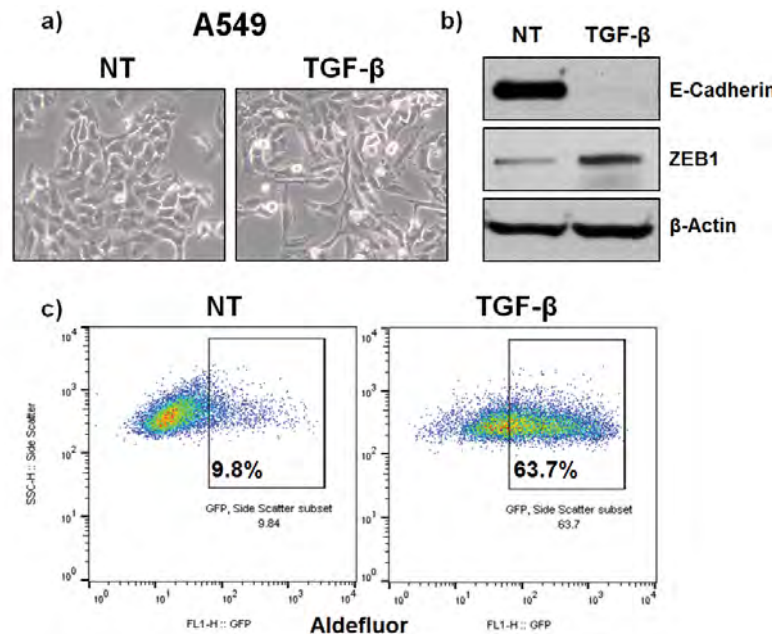 a)
A549
NT
TGF-β
b)
NT
TGF-β
E-Cadherin
ZEB1
β-Actin
c)
NT
TGF-β
SSC-H :: Side Scatter
10⁴
10³
10²
10¹
10⁰
9.8%
GFP, Side Scatter subset
9.84
10⁰ 10¹ 10² 10³ 10⁴
FL1-H :: GFP
10⁴
10³
10²
10¹
10⁰
63.7%
GFP, Side Scatter subset
63.7
10⁰ 10¹ 10² 10³ 10⁴
FL1-H :: GFP
Aldefluor